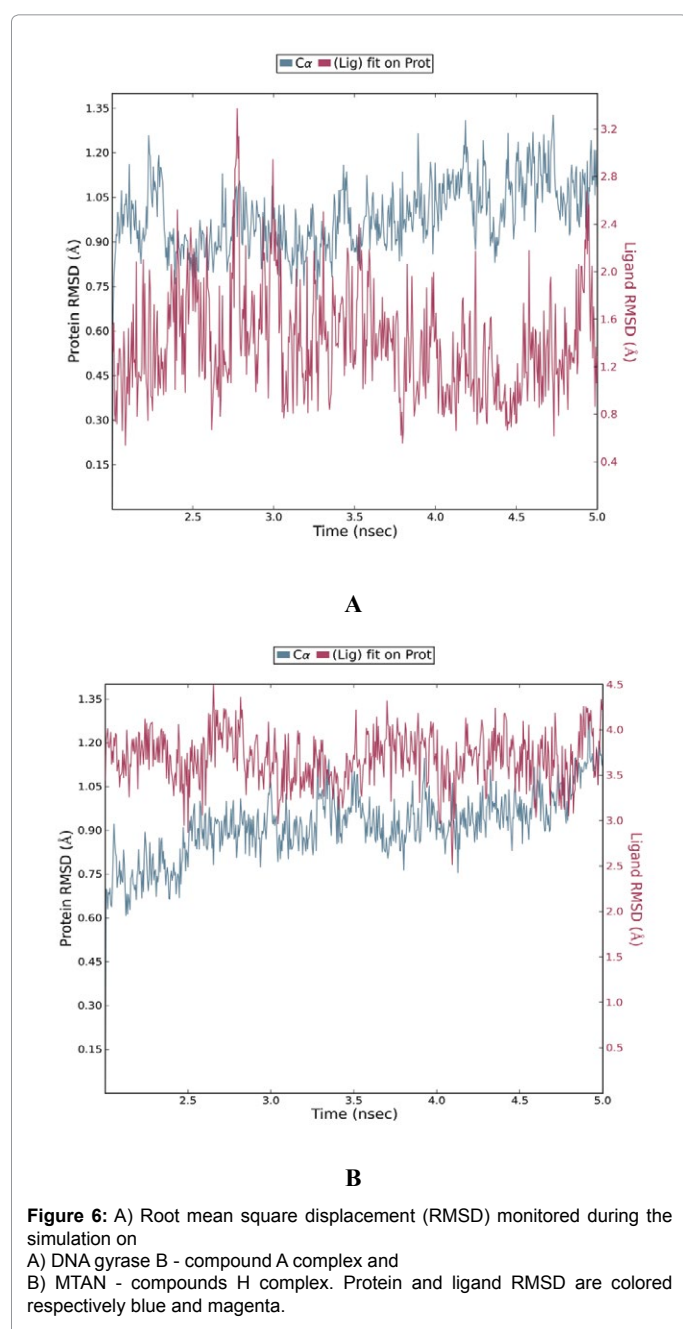 Cα (Lig) fit on Prot
1.35
1.20
1.05
0.90
0.75
0.60
0.45
0.30
0.15
Protein RMSD (Å)
3.2
2.8
2.4
2.0
1.6
1.2
0.8
0.4
Ligand RMSD (Å)
2.5 3.0 3.5 4.0 4.5 5.0
Time (nsec)
A
Cα (Lig) fit on Prot
1.35
1.20
1.05
0.90
0.75
0.60
0.45
0.30
0.15
Protein RMSD (Å)
4.5
4.0
3.5
3.0
2.5
2.0
1.5
1.0
0.5
Ligand RMSD (Å)
2.5 3.0 3.5 4.0 4.5 5.0
Time (nsec)
B
Figure 6: A) Root mean square displacement (RMSD) monitored during the
simulation on
A) DNA gyrase B - compound A complex and
B) MTAN - compounds H complex. Protein and ligand RMSD are colored
respectively blue and magenta.